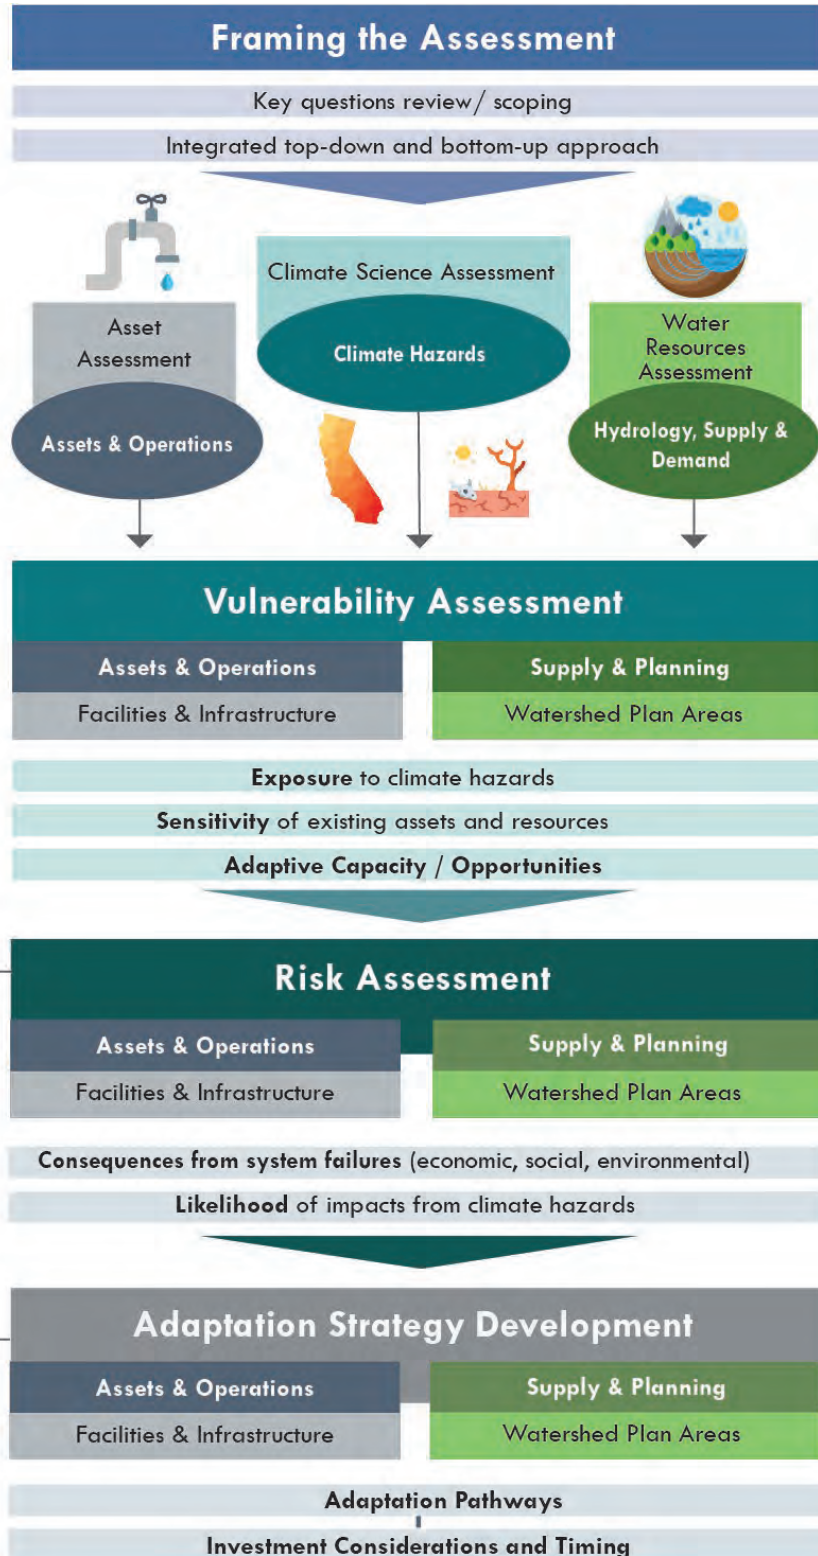 Framing the Assessment
Key questions review/ scoping
Integrated top-down and bottom-up approach
Asset
Assessment
Assets & Operations
Climate Science Assessment
Climate Hazards
Water
Resources
Assessment
Hydrology, Supply &
Demand
Vulnerability Assessment
Assets & Operations
Facilities & Infrastructure
Supply & Planning
Watershed Plan Areas
Exposure to climate hazards
Sensitivity of existing assets and resources
Adaptive Capacity / Opportunities
Risk Assessment
Assets & Operations
Facilities & Infrastructure
Supply & Planning
Watershed Plan Areas
Consequences from system failures (economic, social, environmental)
Likelihood of impacts from climate hazards
Adaptation Strategy Development
Assets & Operations
Facilities & Infrastructure
Supply & Planning
Watershed Plan Areas
Adaptation Pathways
Investment Considerations and Timing